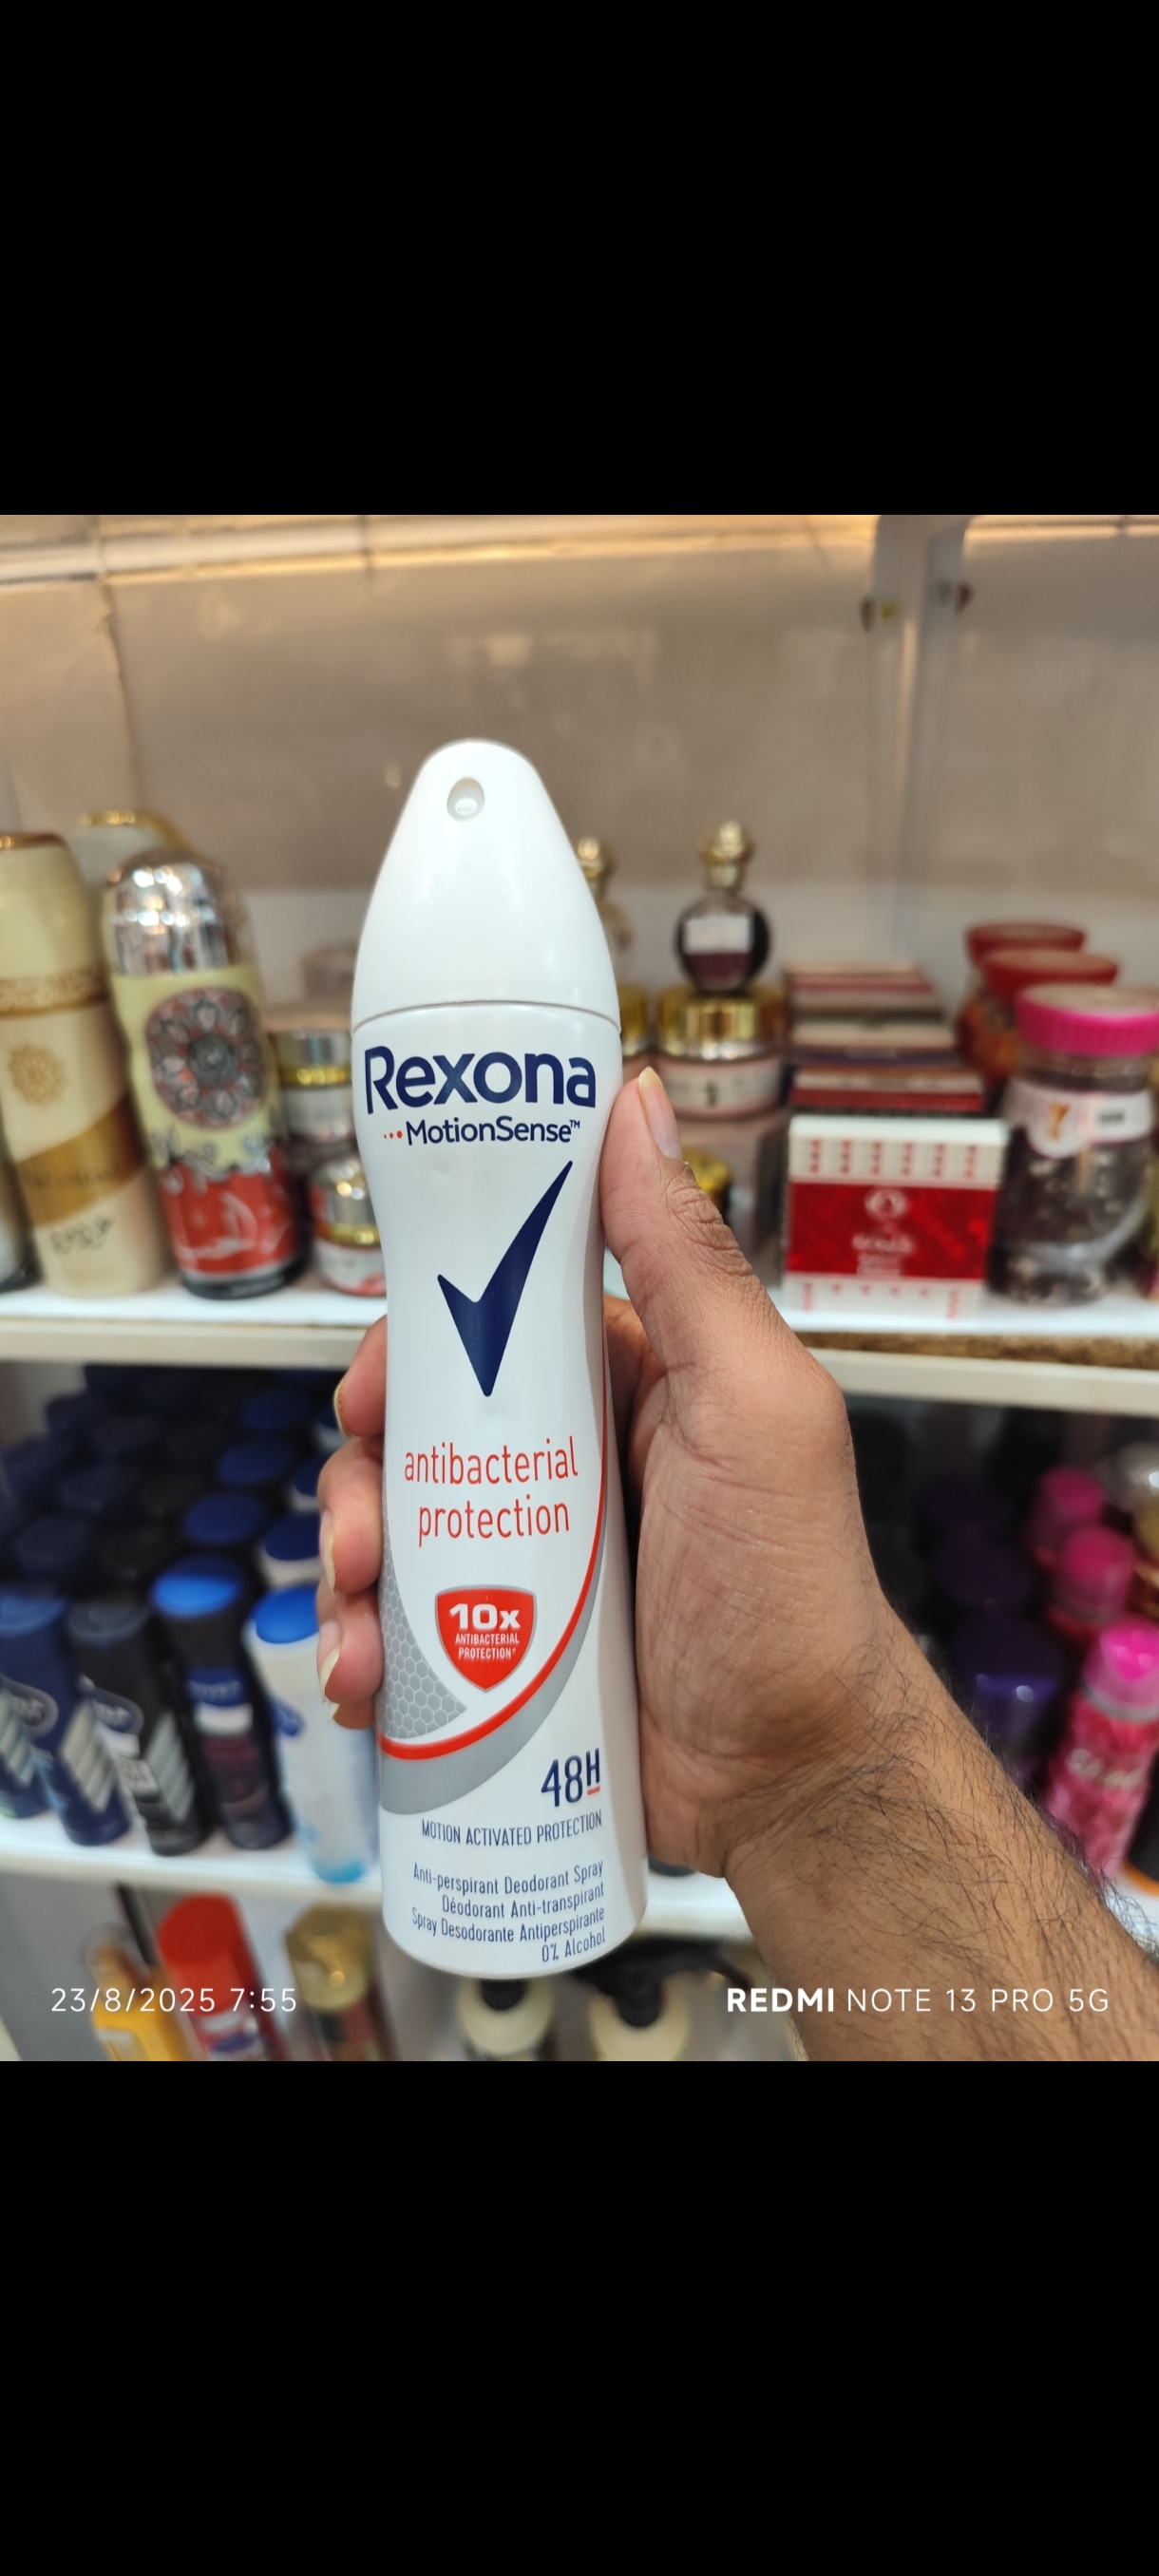 Rexona
MotionSense™
antibacterial
protection
10x
ANTIBACTERIAL
PROTECTION*
48H
MOTION ACTIVATED PROTECTION
Anti-perspirant Deodorant Spray
Déodorant Anti-transpirant
Spray Desodorante Antiperspirante
0% Alcohol
23/8/2025 7:55
REDMI NOTE 13 PRO 5G